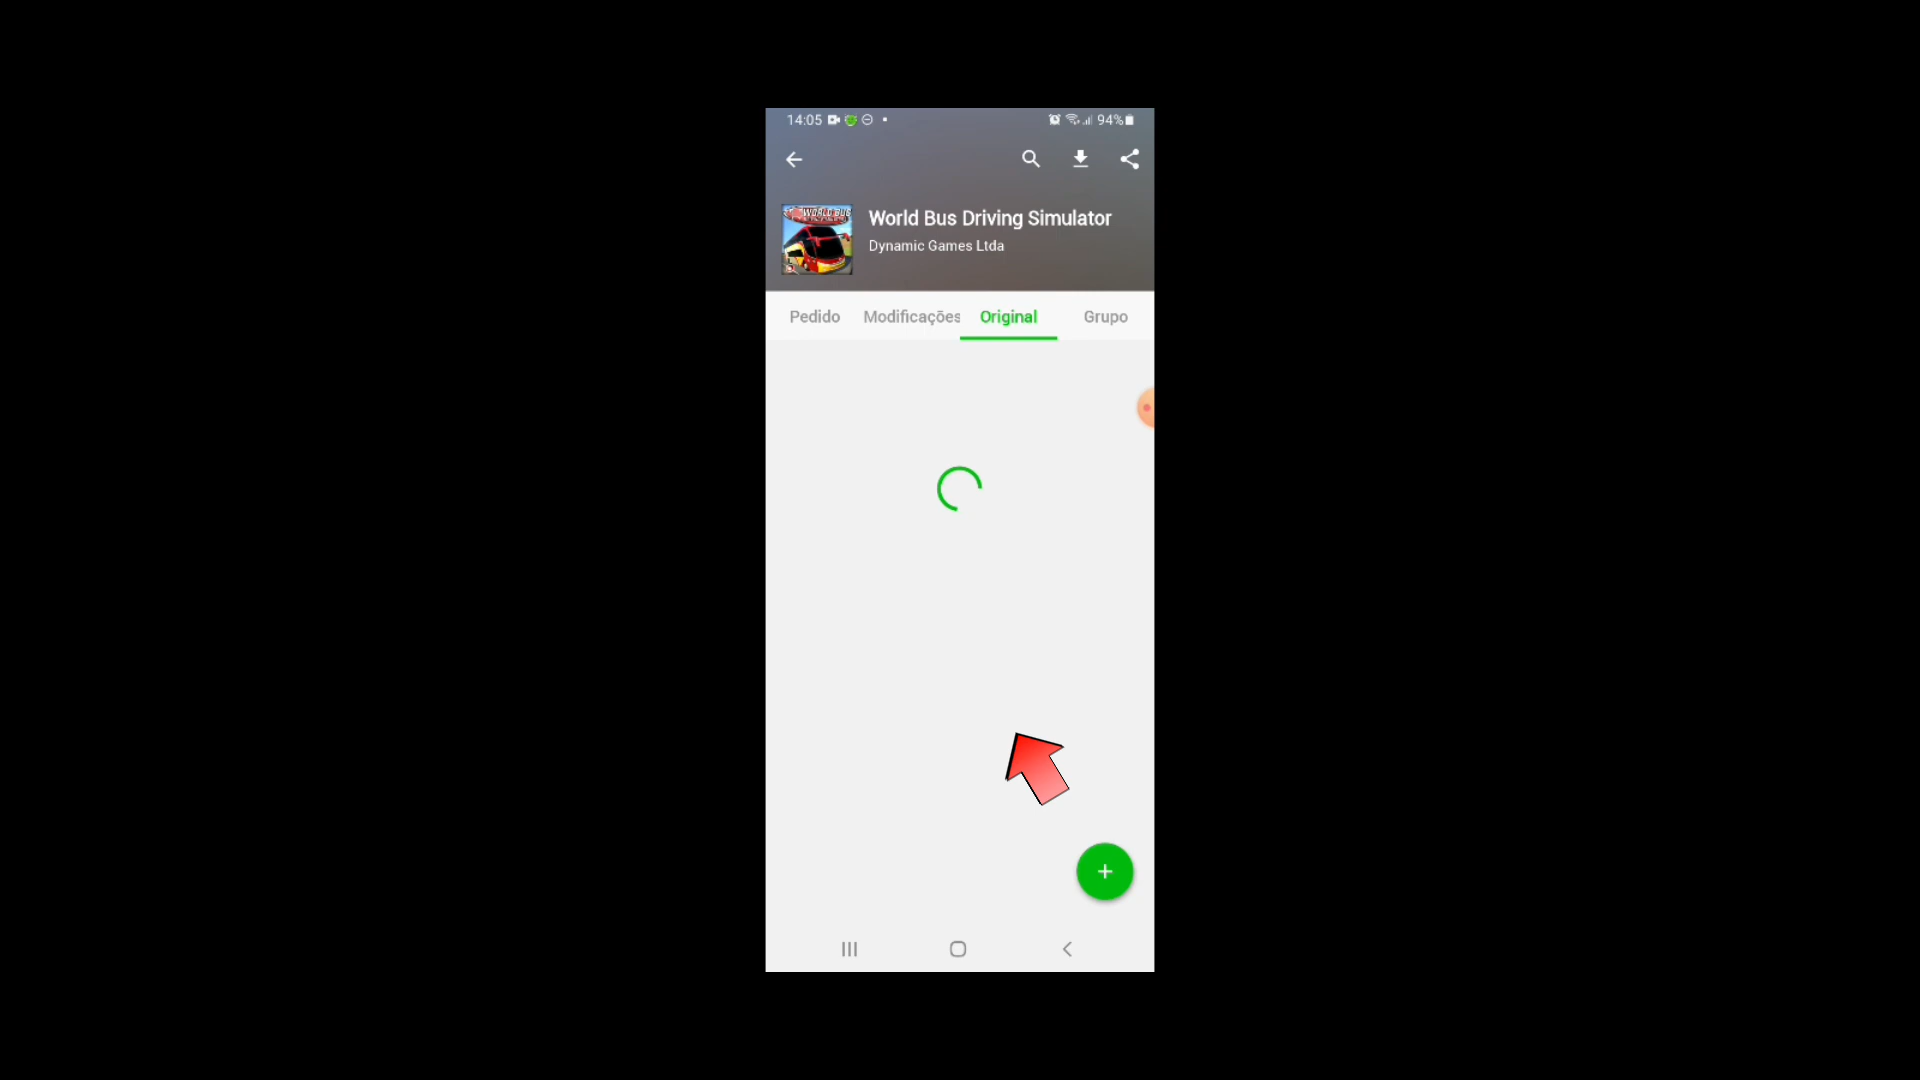 14:05
94%
World Bus Driving Simulator
Dynamic Games Ltda
Pedido
Modificações
Original
Grupo